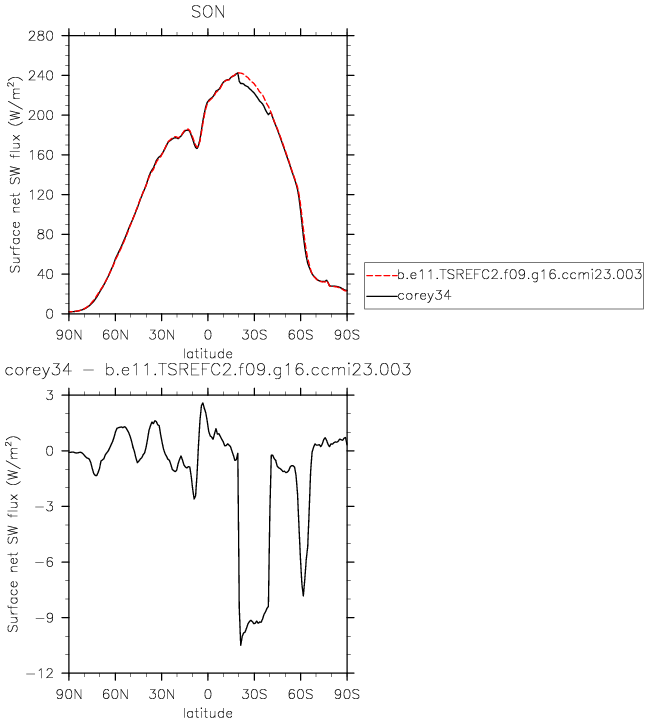 SON
Surface net SW flux (W/m²)
280
240
200
160
120
80
40
0
90N 60N 30N 0 30S 60S 90S
latitude
b.e11.TSREFC2.f09.g16.ccmi23.003
corey34
corey34 − b.e11.TSREFC2.f09.g16.ccmi23.003
Surface net SW flux (W/m²)
3
0
−3
−6
−9
−12
90N 60N 30N 0 30S 60S 90S
latitude